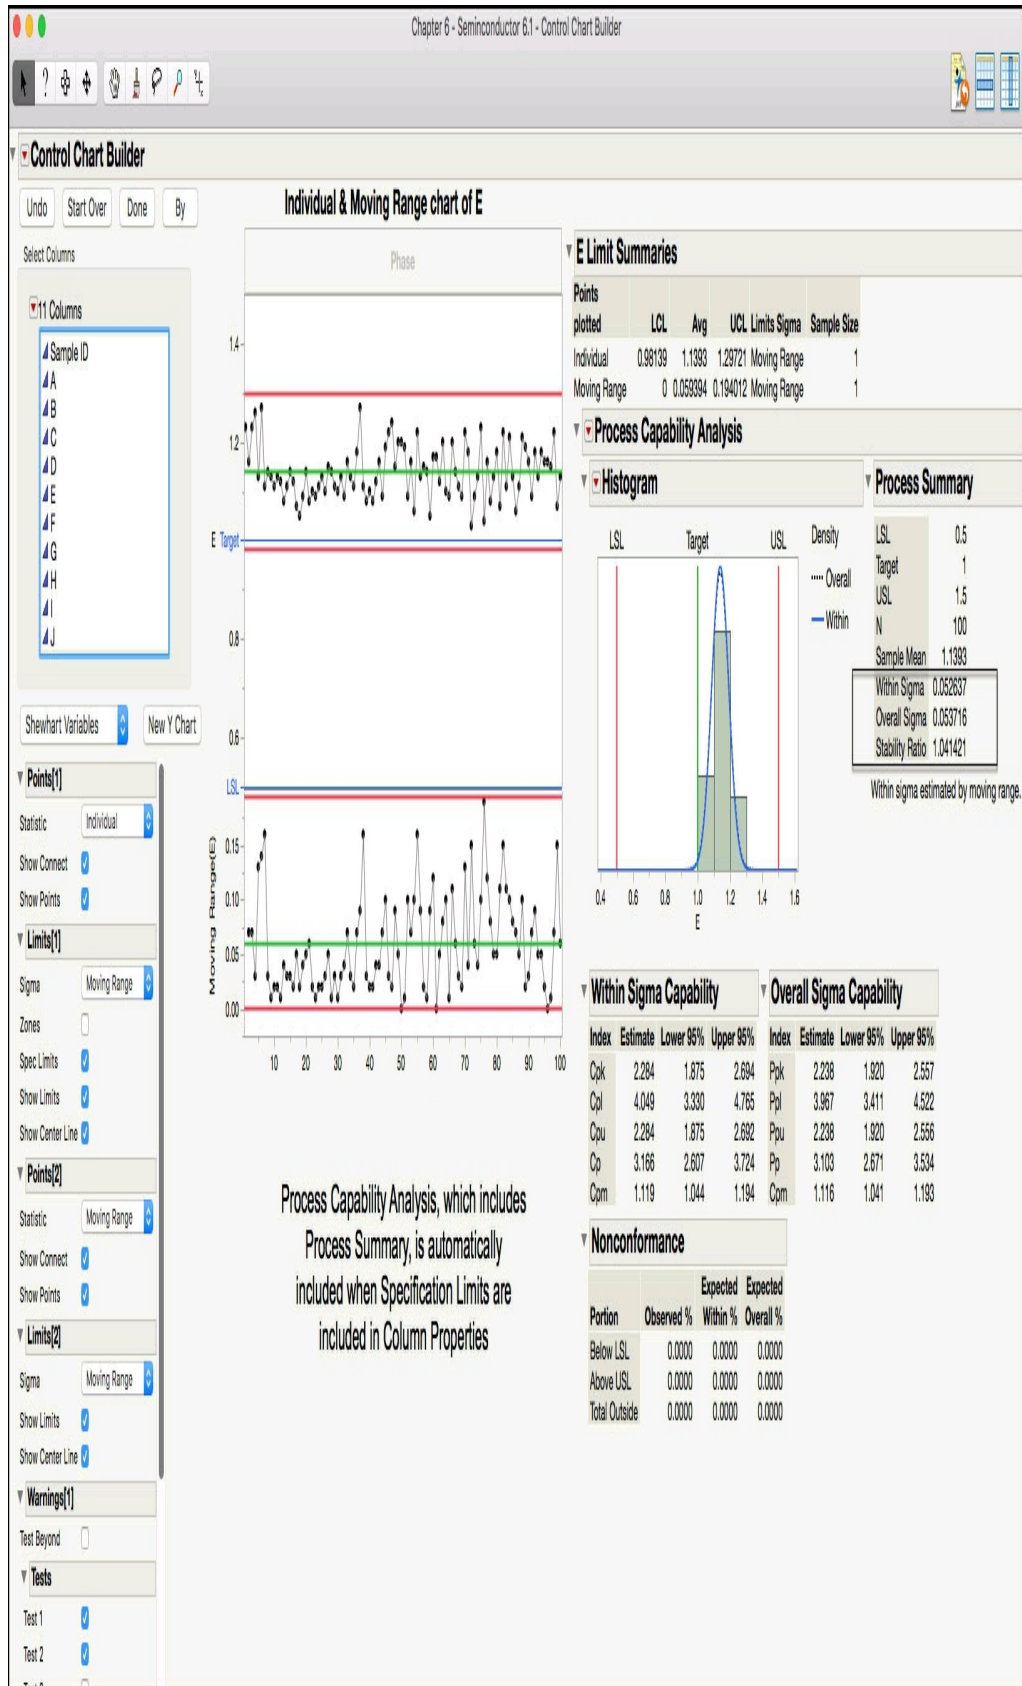 Chapter 6 - Seminconductor 6.1 - Control Chart Builder
?
Control Chart Builder
Undo Start Over Done By
Select Columns
11 Columns
Sample ID
A
B
C
D
E
F
G
H
I
J
Shewhart Variables New Y Chart
Points[1]
Statistic Individual
Show Connect
Show Points
Limits[1]
Sigma Moving Range
Zones
Spec Limits
Show Limits
Show Center Line
Points[2]
Statistic Moving Range
Show Connect
Show Points
Limits[2]
Sigma Moving Range
Show Limits
Show Center Line
Warnings[1]
Test Beyond
Tests
Test 1
Test 2
Individual & Moving Range chart of E
Phase
1.4
1.2
E Target
0.8
0.6
LSL
Moving Range(E)
0.15
0.10
0.05
0.00
10 20 30 40 50 60 70 80 90 100
Process Capability Analysis, which includes
Process Summary, is automatically
included when Specification Limits are
included in Column Properties
E Limit Summaries
Points
plotted LCL Avg UCL Limits Sigma Sample Size
Individual 0.98139 1.1393 1.29721 Moving Range 1
Moving Range 0 0.059394 0.194012 Moving Range 1
Process Capability Analysis
Histogram
LSL Target USL
Density
Overall
Within
0.4 0.6 0.8 1.0 1.2 1.4 1.6
E
Process Summary
LSL 0.5
Target 1
USL 1.5
N 100
Sample Mean 1.1393
Within Sigma 0.052637
Overall Sigma 0.053716
Stability Ratio 1.041421
Within sigma estimated by moving range.
Within Sigma Capability
Index Estimate Lower 95% Upper 95%
Cpk 2.284 1.875 2.694
Cpl 4.049 3.330 4.765
Cpu 2.284 1.875 2.692
Cp 3.166 2.607 3.724
Cpm 1.119 1.044 1.194
Overall Sigma Capability
Index Estimate Lower 95% Upper 95%
Ppk 2.238 1.920 2.557
Ppl 3.967 3.411 4.522
Ppu 2.238 1.920 2.556
Pp 3.103 2.671 3.534
Cpm 1.116 1.041 1.193
Nonconformance
Expected Expected
Portion Observed % Within % Overall %
Below LSL 0.0000 0.0000 0.0000
Above USL 0.0000 0.0000 0.0000
Total Outside 0.0000 0.0000 0.0000